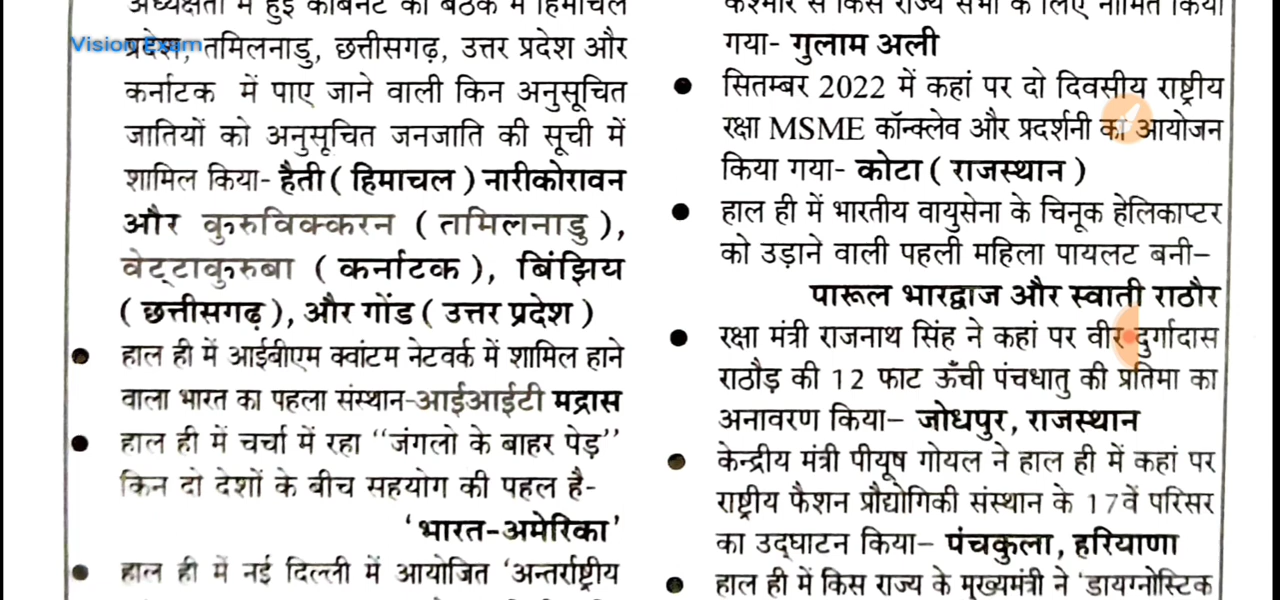 अध्यक्षता में हुई कैबिनेट की बैठक में हिमाचल
Vision Exam
प्रदेश, तमिलनाडु, छत्तीसगढ़, उत्तर प्रदेश और
कर्नाटक में पाए जाने वाली किन अनुसूचित
जातियों को अनुसूचित जनजाति की सूची में
शामिल किया- हैती ( हिमाचल ) नारीकोरावन
और कुरुविक्करन ( तमिलनाडु ),
बेट्टाकुरुबा ( कर्नाटक ), बिंझिय
( छत्तीसगढ़ ), और गोंड ( उत्तर प्रदेश )
● हाल ही में आईबीएम क्वांटम नेटवर्क में शामिल हाने
वाला भारत का पहला संस्थान-आईआईटी मद्रास
● हाल ही में चर्चा में रहा “जंगलो के बाहर पेड़”
किन दो देशों के बीच सहयोग की पहल है-
‘भारत-अमेरिका’
● हाल ही में नई दिल्ली में आयोजित ‘अन्तर्राष्ट्रीय
कश्मीर से किस राज्य सभा के लिए नामित किया
गया- गुलाम अली
● सितम्बर 2022 में कहां पर दो दिवसीय राष्ट्रीय
रक्षा MSME कॉन्क्लेव और प्रदर्शनी का आयोजन
किया गया- कोटा ( राजस्थान )
● हाल ही में भारतीय वायुसेना के चिनूक हेलिकाप्टर
को उड़ाने वाली पहली महिला पायलट बनी–
पारूल भारद्वाज और स्वाती राठौर
● रक्षा मंत्री राजनाथ सिंह ने कहां पर वीर दुर्गादास
राठौड़ की 12 फाट ऊँची पंचधातु की प्रतिमा का
अनावरण किया– जोधपुर, राजस्थान
● केन्द्रीय मंत्री पीयूष गोयल ने हाल ही में कहां पर
राष्ट्रीय फैशन प्रौद्योगिकी संस्थान के 17वें परिसर
का उद्घाटन किया– पंचकुला, हरियाणा
● हाल ही में किस राज्य के मुख्यमंत्री ने ‘डायग्नोस्टिक